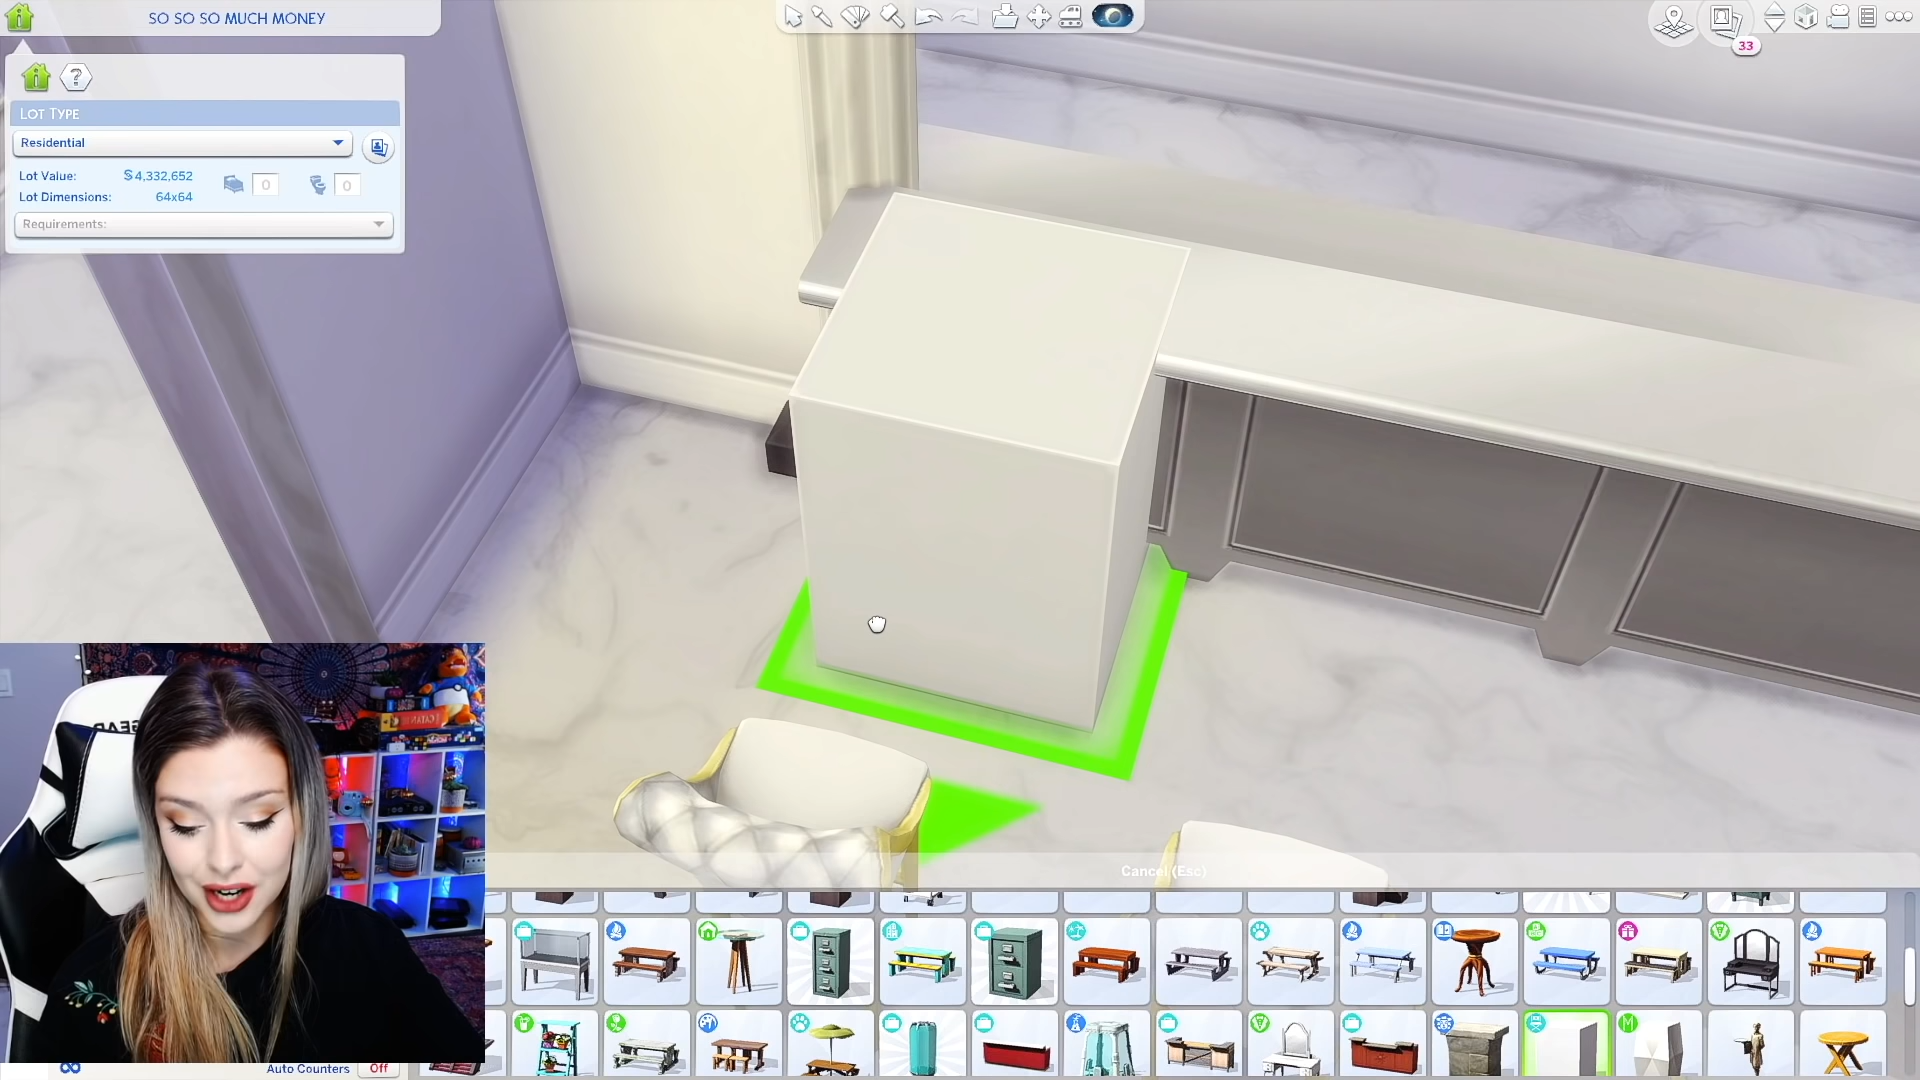 SO SO SO MUCH MONEY
33
LOT TYPE
Residential
Lot Value: §4,332,652
0
0
Lot Dimensions: 64x64
Requirements:
CATAN
Cancel (Esc)
Auto Counters Off